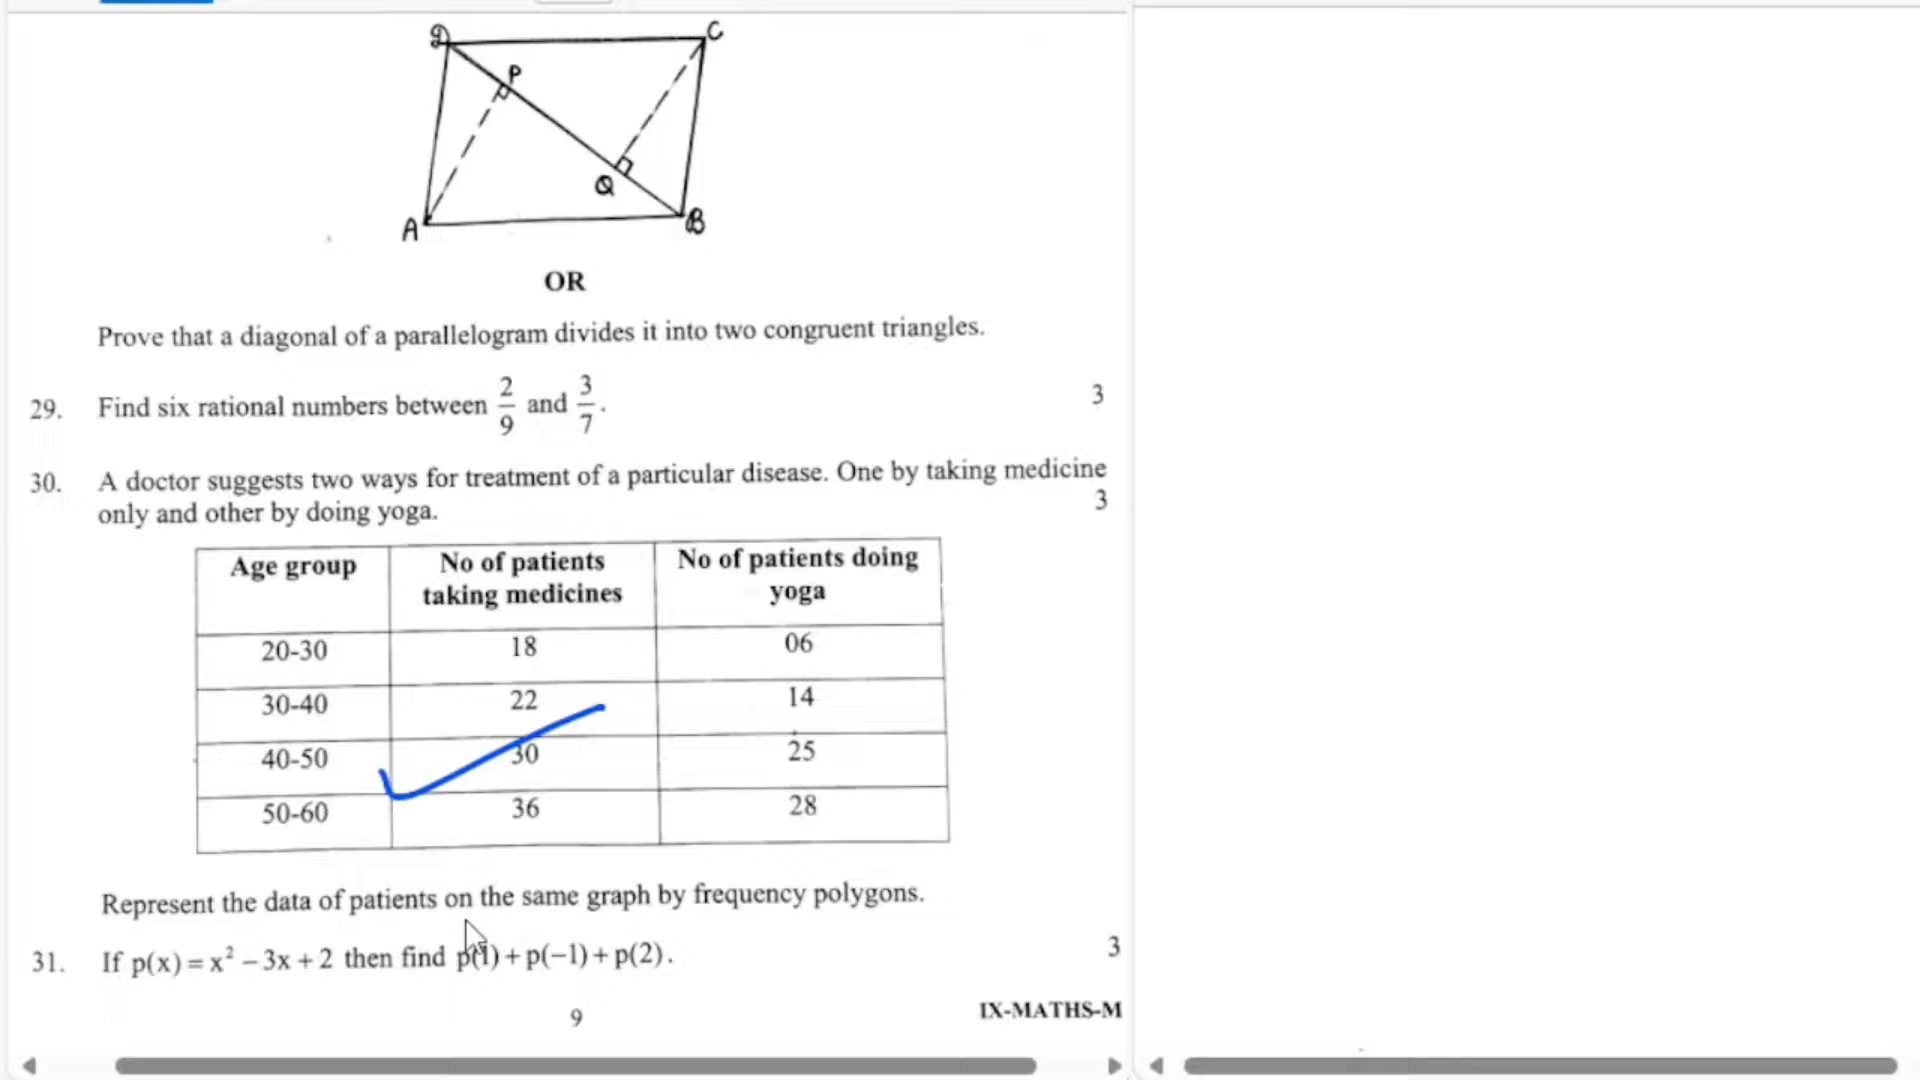 D
C
P
Q
A
B
OR
Prove that a diagonal of a parallelogram divides it into two congruent triangles.
29. Find six rational numbers between 2/9 and 3/7. 3
30. A doctor suggests two ways for treatment of a particular disease. One by taking medicine
only and other by doing yoga. 3
Age group No of patients taking medicines No of patients doing yoga
20-30 18 06
30-40 22 14
40-50 30 25
50-60 36 28
Represent the data of patients on the same graph by frequency polygons.
31. If p(x) = x² – 3x + 2 then find p(1) + p(–1) + p(2). 3
9
IX-MATHS-M